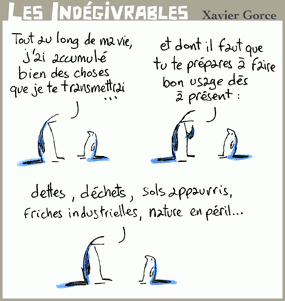 LES INDÉGIVRABLES Xavier Gorce
Tout au long de ma vie,
j'ai accumulé
bien des choses
que je te transmettrai
...
et dont il faut que
tu te prépares à faire
bon usage dès
à présent :
dettes, déchets, sols appauvris,
friches industrielles, nature en péril...